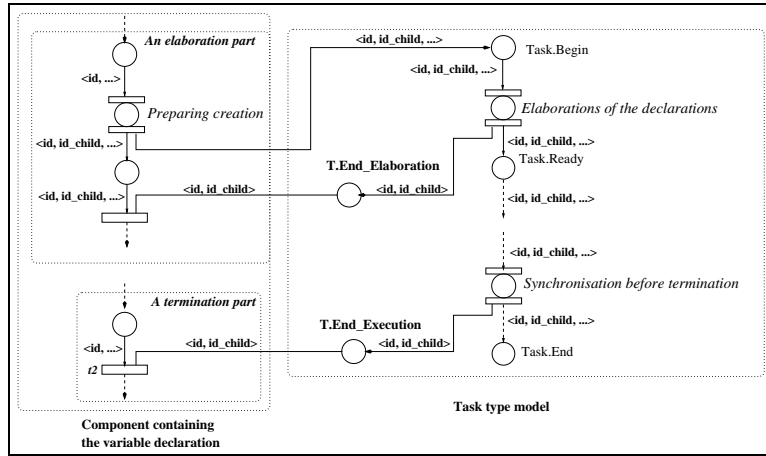 An elaboration part
<id, id_child, ...>
Task.Begin
<id, ...>
<id, id_child, ...>
Preparing creation
Elaborations of the declarations
<id, id_child, ...>
<id, id_child, ...>
T.End_Elaboration
Task.Ready
<id, id_child, ...>
<id, id_child>
<id, id_child>
<id, id_child, ...>
<id, id_child, ...>
Synchronisation before termination
A termination part
T.End_Execution
<id, id_child, ...>
<id, ...>
<id, id_child>
<id, id_child>
Task.End
t2
Component containing
the variable declaration
Task type model